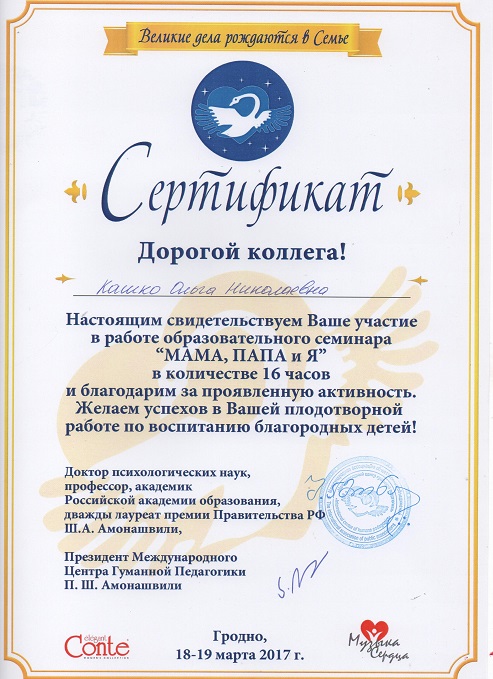 Великие дела рождаются в Семье
Сертификат
Дорогой коллега!
Кашко Ольга Николаевна
Настоящим свидетельствуем Ваше участие
в работе образовательного семинара
“МАМА, ПАПА и Я”
в количестве 16 часов
и благодарим за проявленную активность.
Желаем успехов в Вашей плодотворной
работе по воспитанию благородных детей!
Доктор психологических наук,
профессор, академик
Российской академии образования,
дважды лауреат премии Правительства РФ
Ш.А. Амонашвили,
Президент Международного
Центра Гуманной Педагогики
П. Ш. Амонашвили
elegant
Conte
Гродно,
18-19 марта 2017 г.
Музыка
Сердца